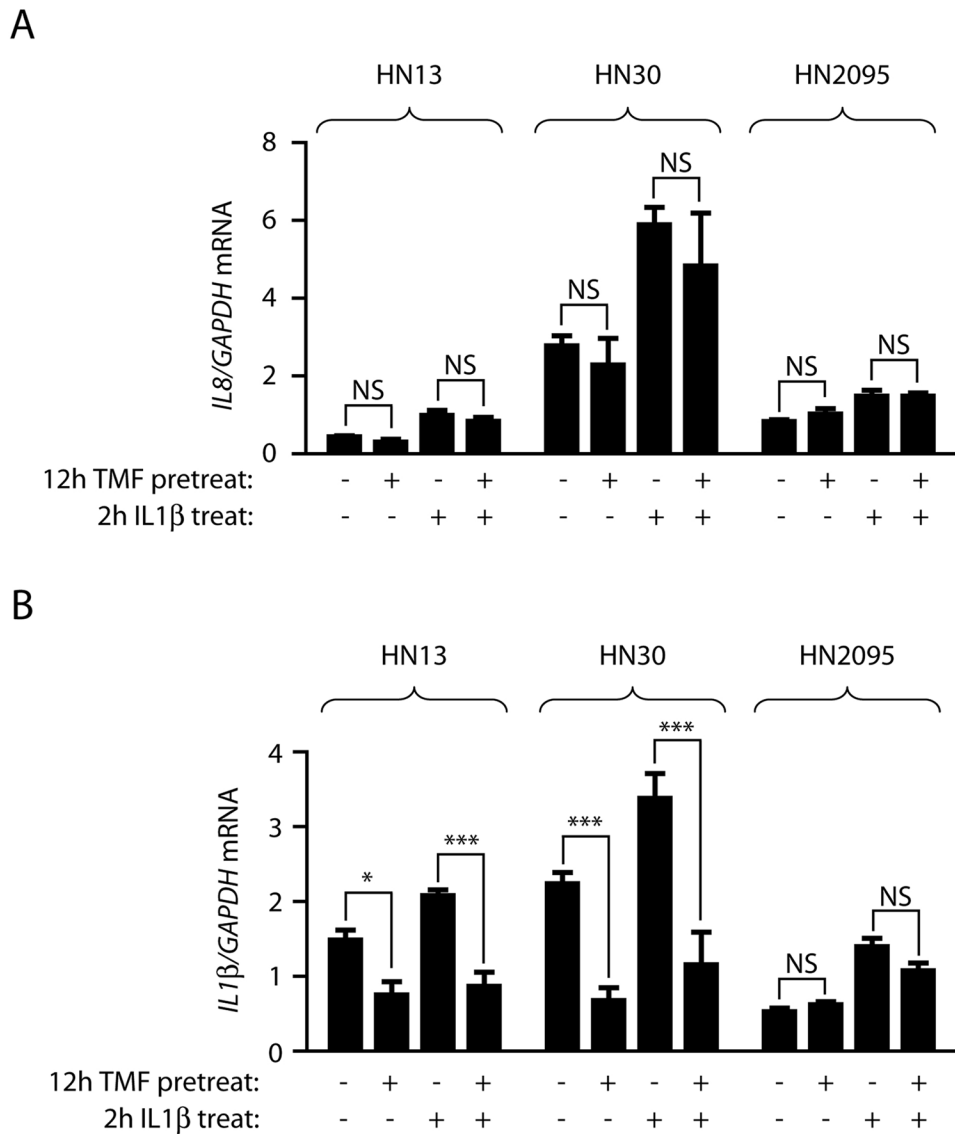 A
HN13 HN30 HN2095
IL8/GAPDH mRNA
8
6
4
2
0
NS NS NS NS NS NS
12h TMF pretreat: - + - + - + - + - + - +
2h IL1β treat: - - + + - - + + - - + +
B
HN13 HN30 HN2095
IL1β/GAPDH mRNA
4
3
2
1
0
* *** *** *** NS NS
12h TMF pretreat: - + - + - + - + - + - +
2h IL1β treat: - - + + - - + + - - + +